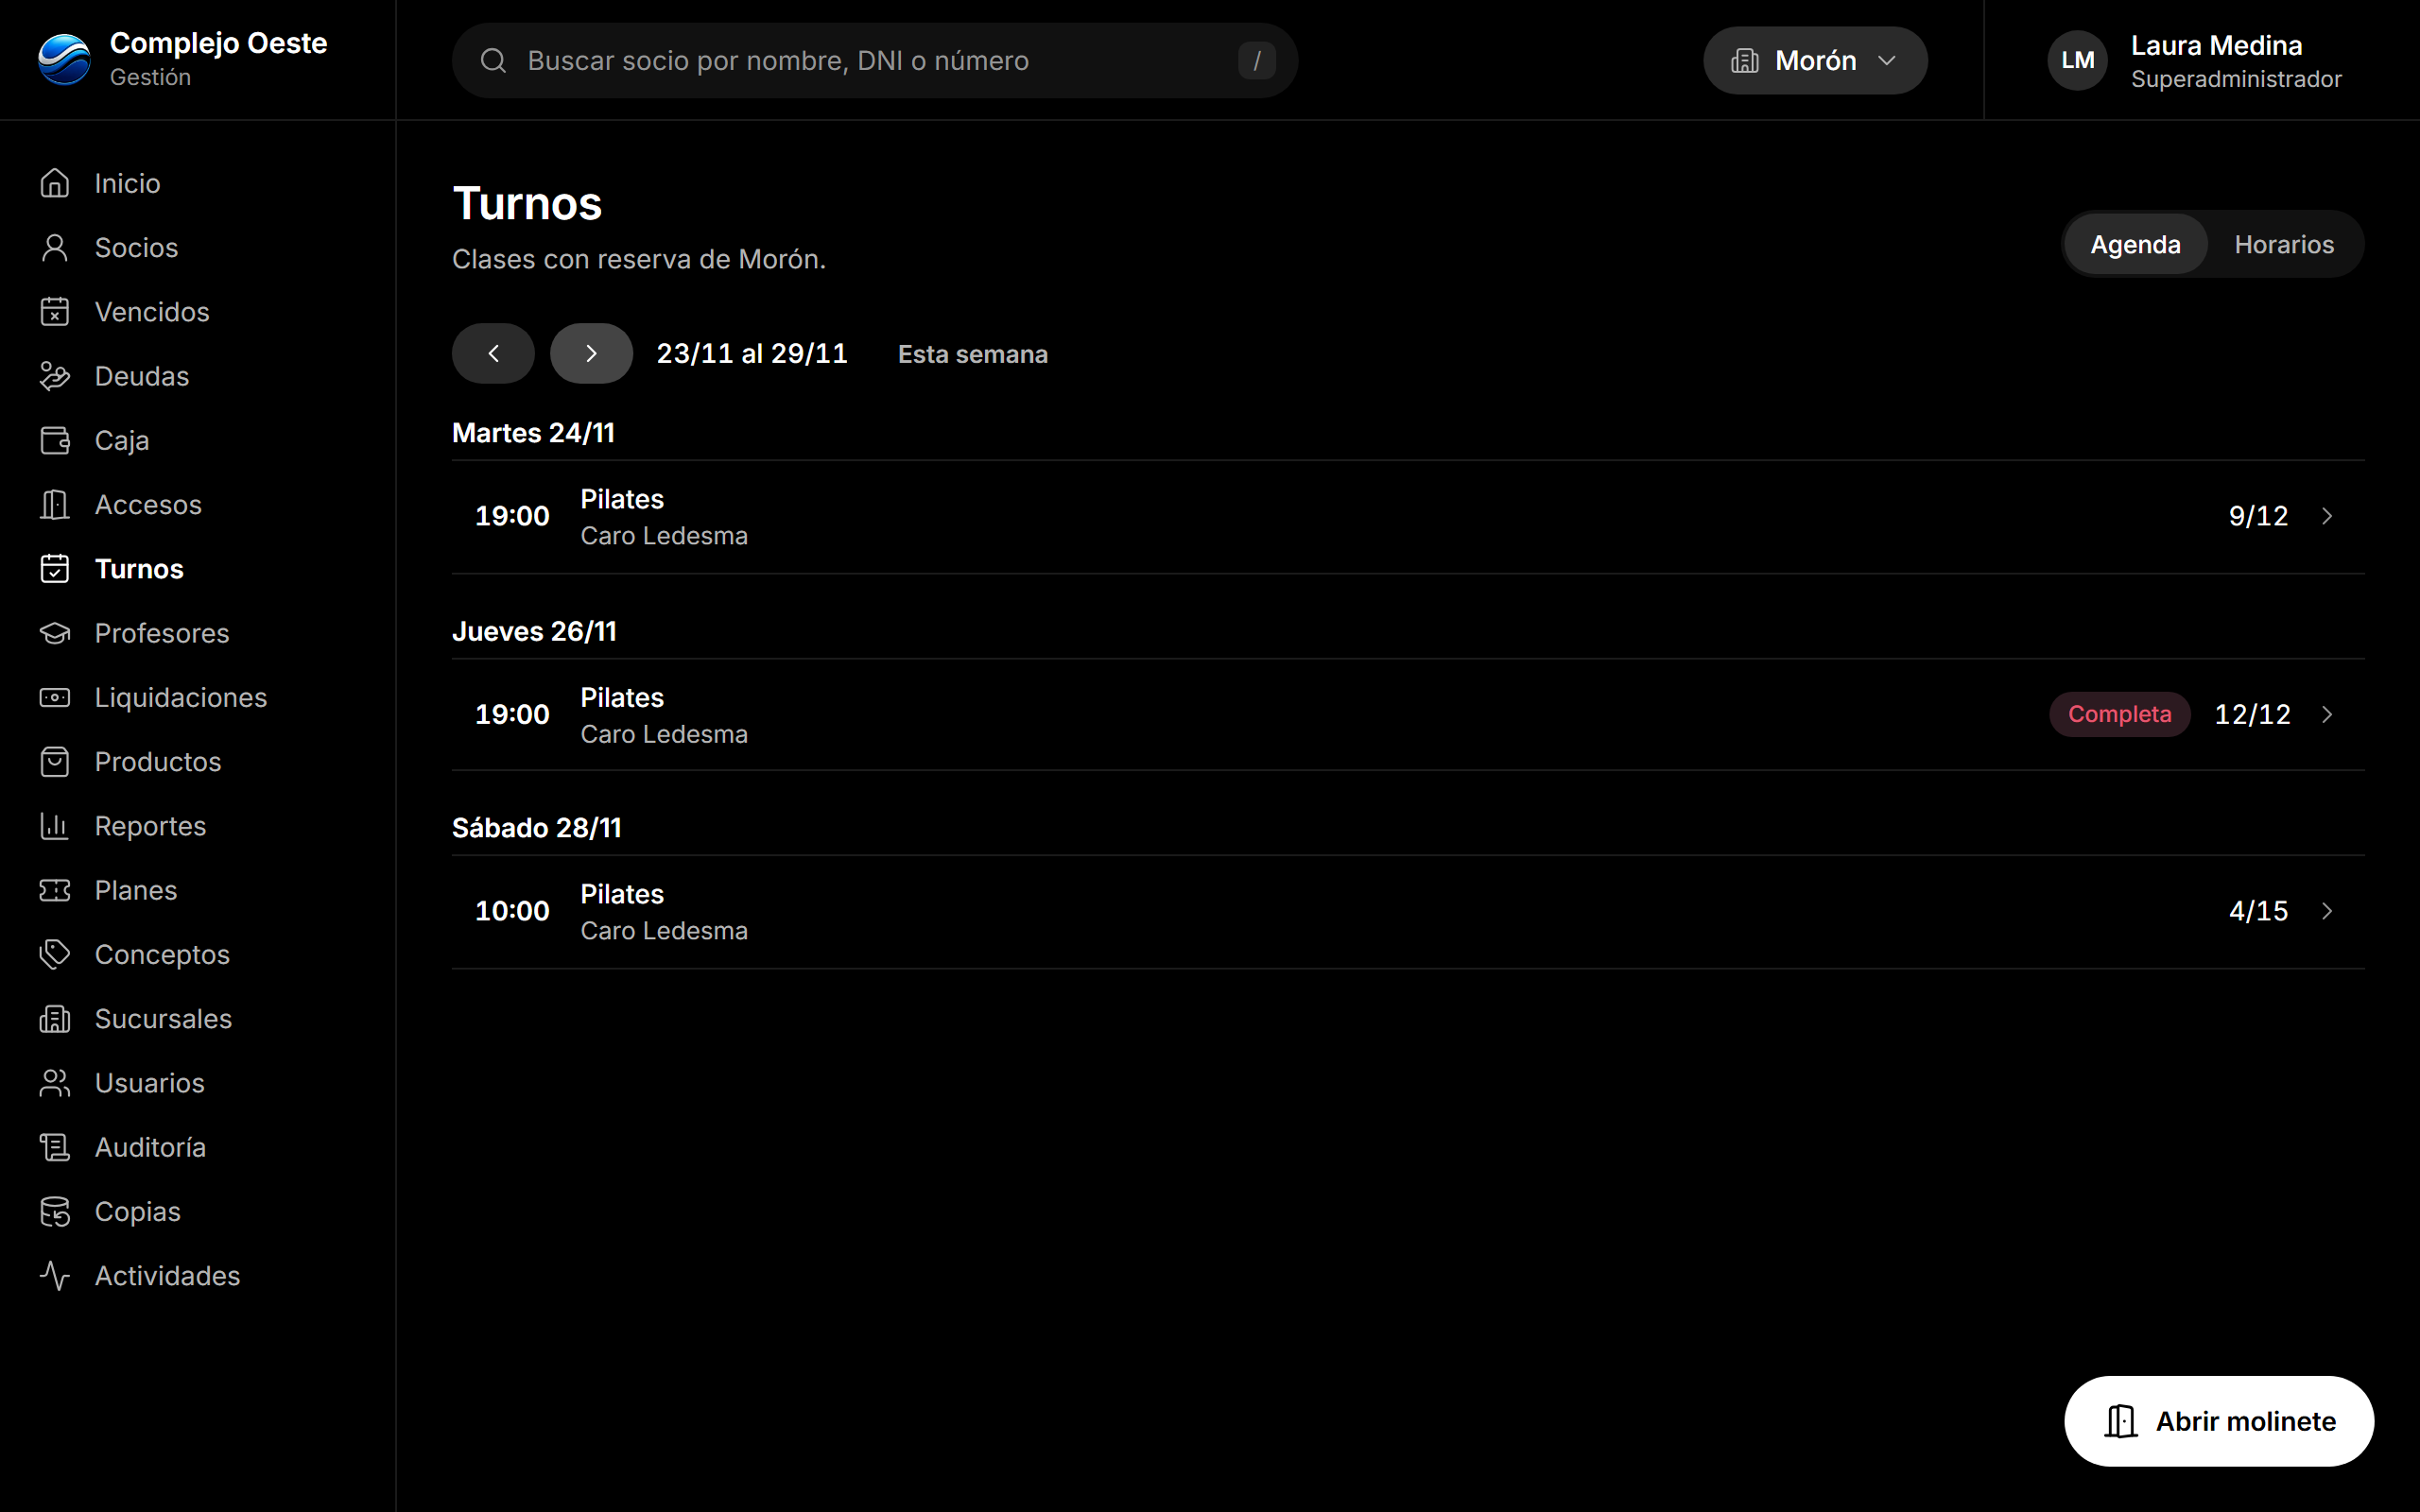 Complejo Oeste
Gestión
Buscar socio por nombre, DNI o número
/
Morón
LM
Laura Medina
Superadministrador
Inicio
Socios
Vencidos
Deudas
Caja
Accesos
Turnos
Profesores
Liquidaciones
Productos
Reportes
Planes
Conceptos
Sucursales
Usuarios
Auditoría
Copias
Actividades
Turnos
Clases con reserva de Morón.
Agenda
Horarios
23/11 al 29/11
Esta semana
Martes 24/11
19:00
Pilates
Caro Ledesma
9/12
Jueves 26/11
19:00
Pilates
Caro Ledesma
Completa
12/12
Sábado 28/11
10:00
Pilates
Caro Ledesma
4/15
Abrir molinete